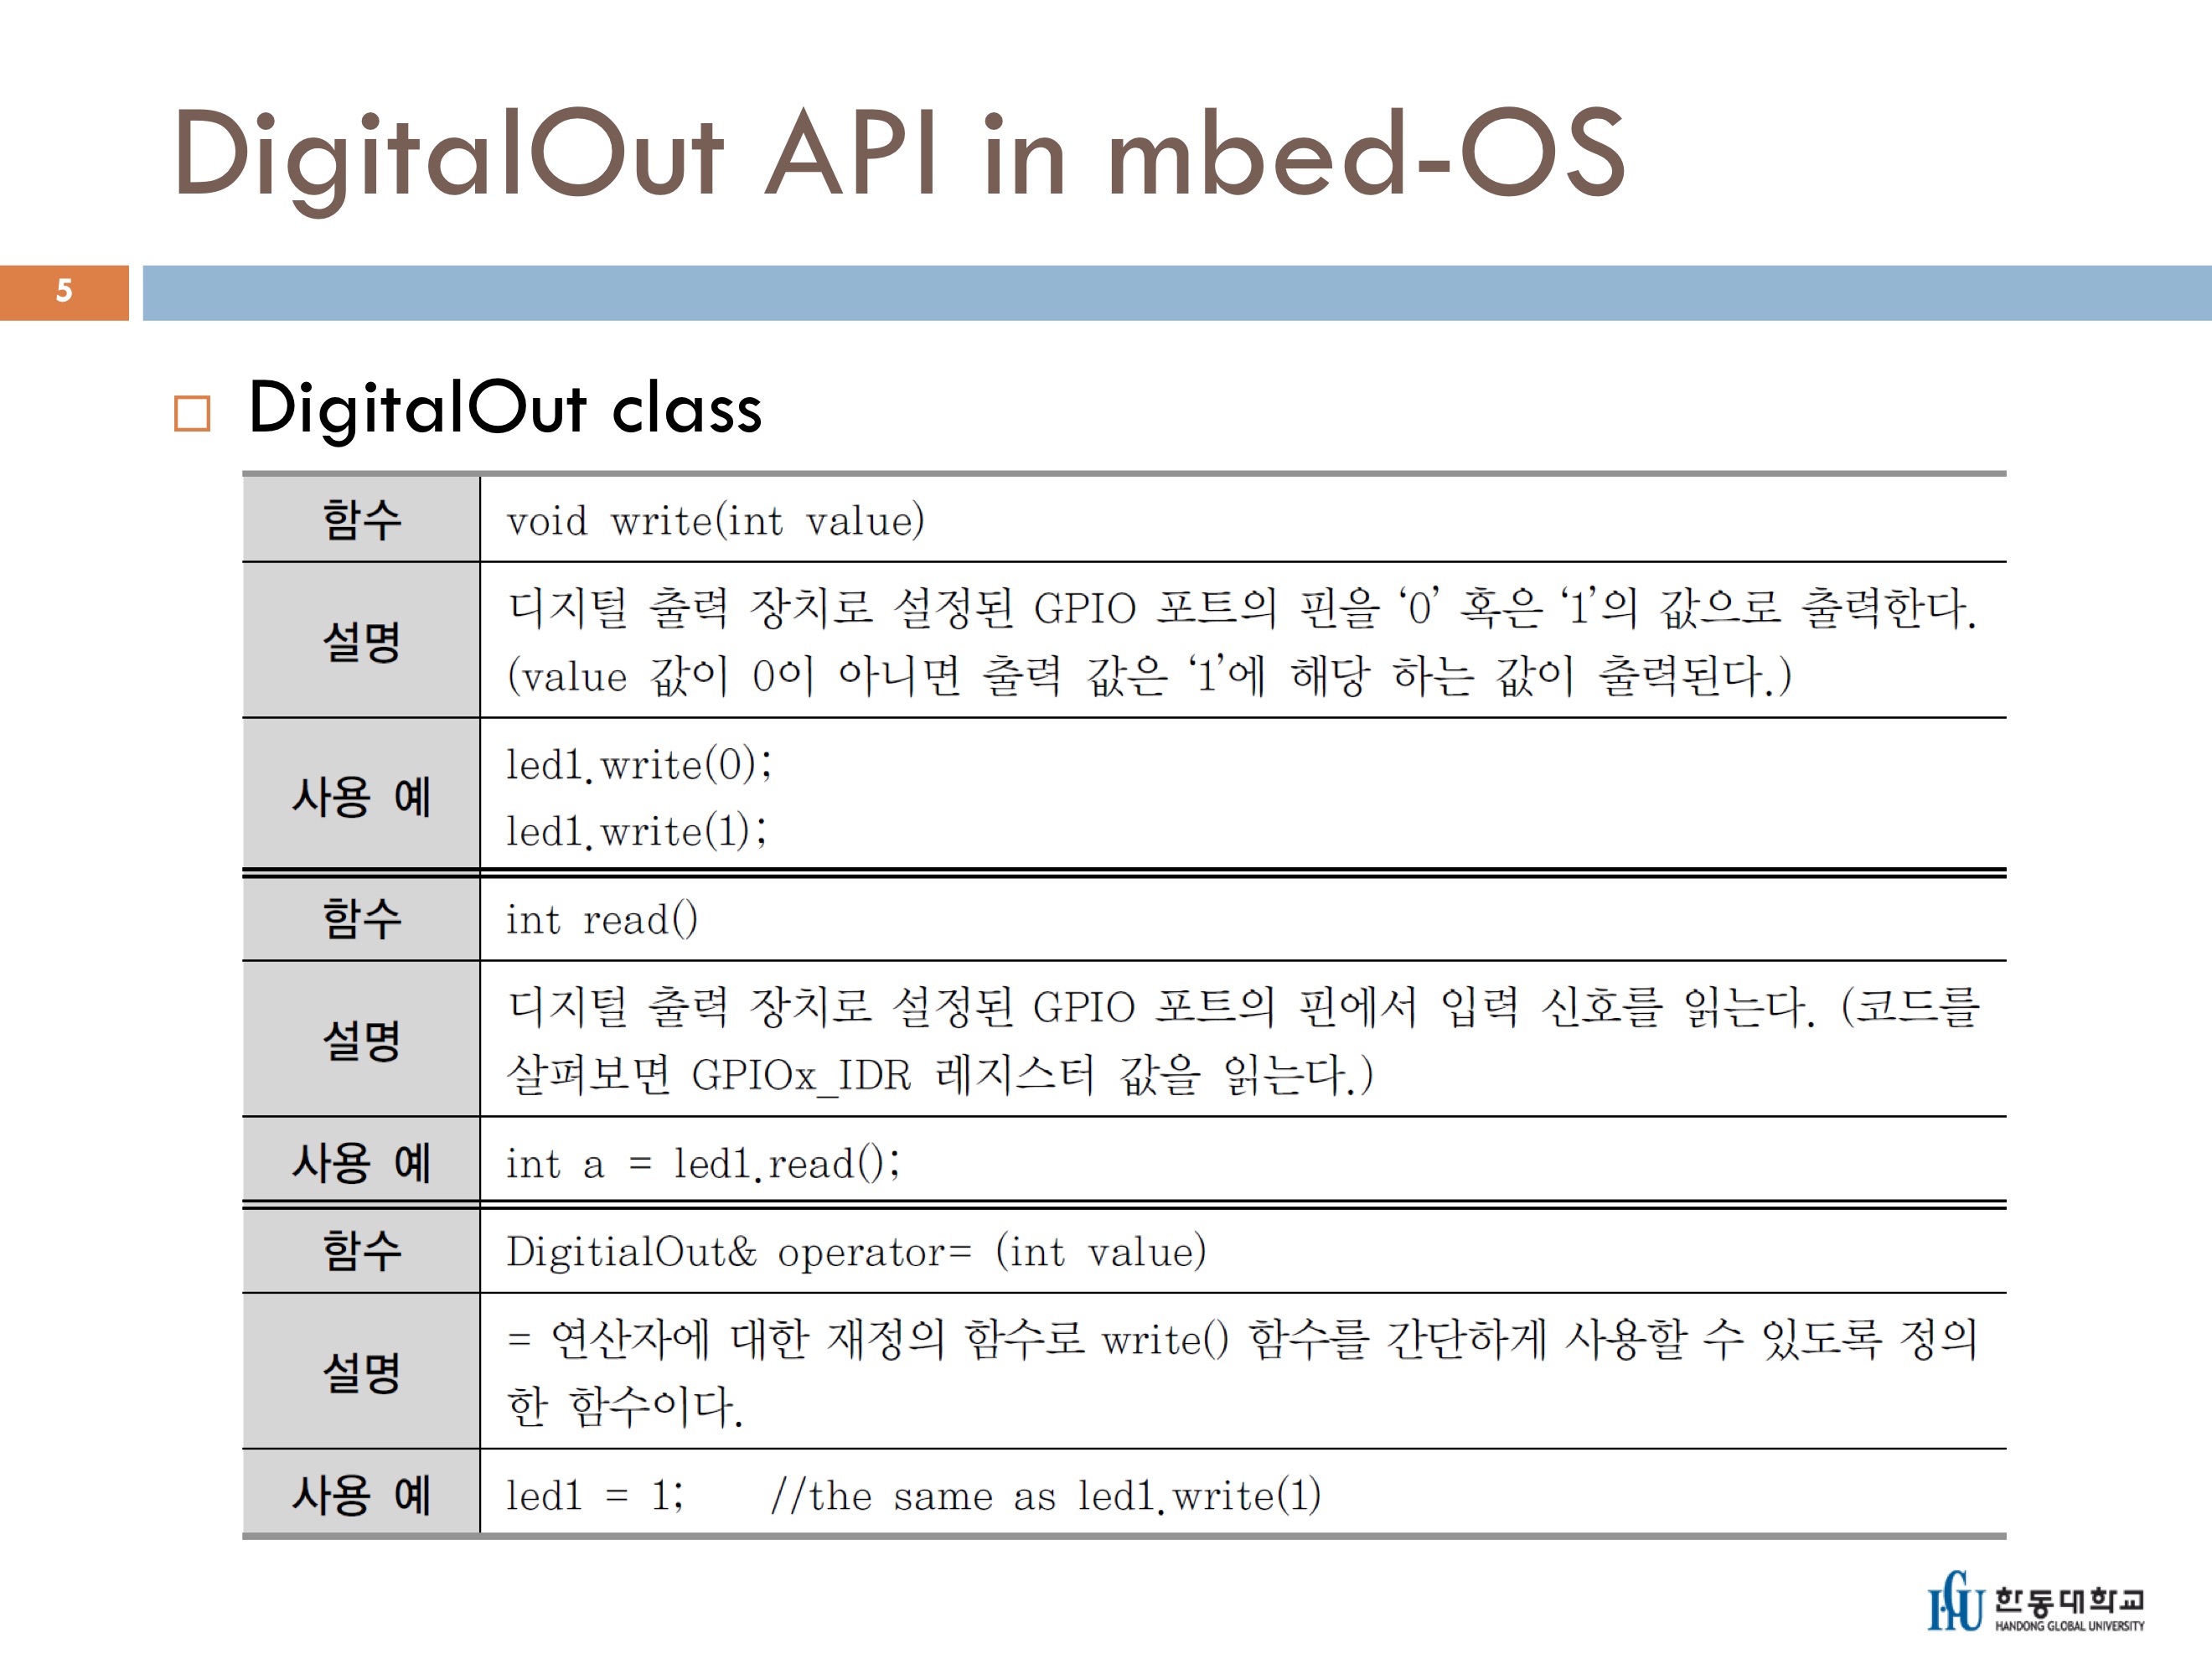 DigitalOut API in mbed-OS
5
DigitalOut class
함수 void write(int value)
설명 디지털 출력 장치로 설정된 GPIO 포트의 핀을 ‘0’ 혹은 ‘1’의 값으로 출력한다.
(value 값이 0이 아니면 출력 값은 ‘1’에 해당 하는 값이 출력된다.)
사용 예 led1.write(0);
led1.write(1);
함수 int read()
설명 디지털 출력 장치로 설정된 GPIO 포트의 핀에서 입력 신호를 읽는다. (코드를
살펴보면 GPIOx_IDR 레지스터 값을 읽는다.)
사용 예 int a = led1.read();
함수 DigitialOut& operator= (int value)
설명 = 연산자에 대한 재정의 함수로 write() 함수를 간단하게 사용할 수 있도록 정의
한 함수이다.
사용 예 led1 = 1; //the same as led1.write(1)
HGU 한동대학교
HANDONG GLOBAL UNIVERSITY